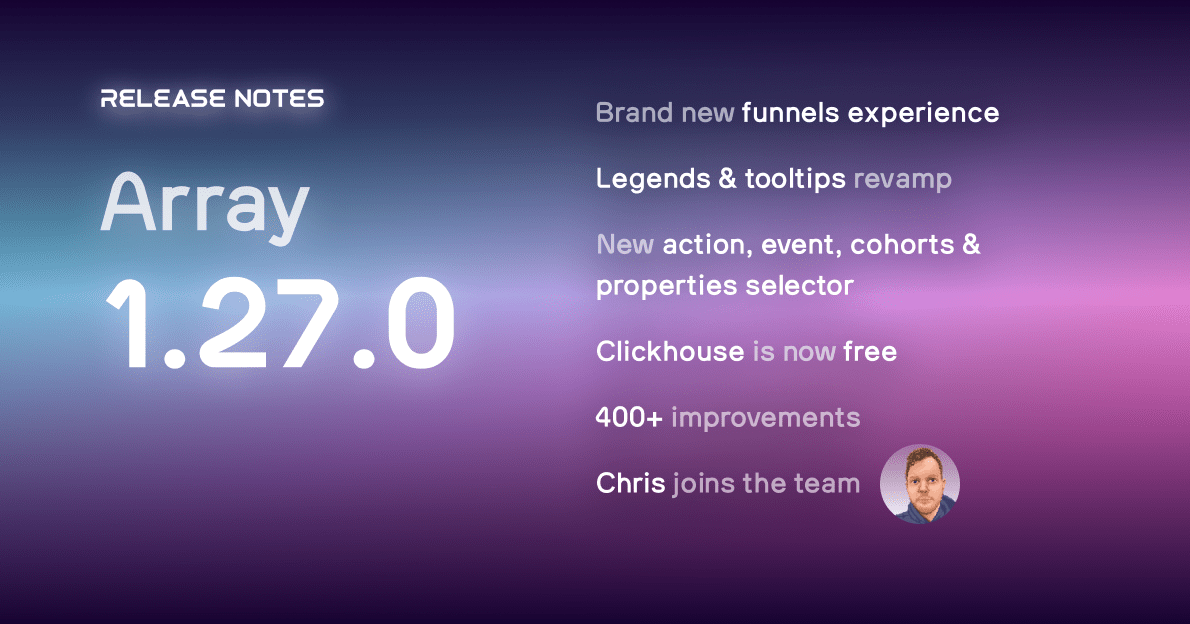 RELEASE NOTES
Array
1.27.0
Brand new funnels experience
Legends & tooltips revamp
New action, event, cohorts &
properties selector
Clickhouse is now free
400+ improvements
Chris joins the team